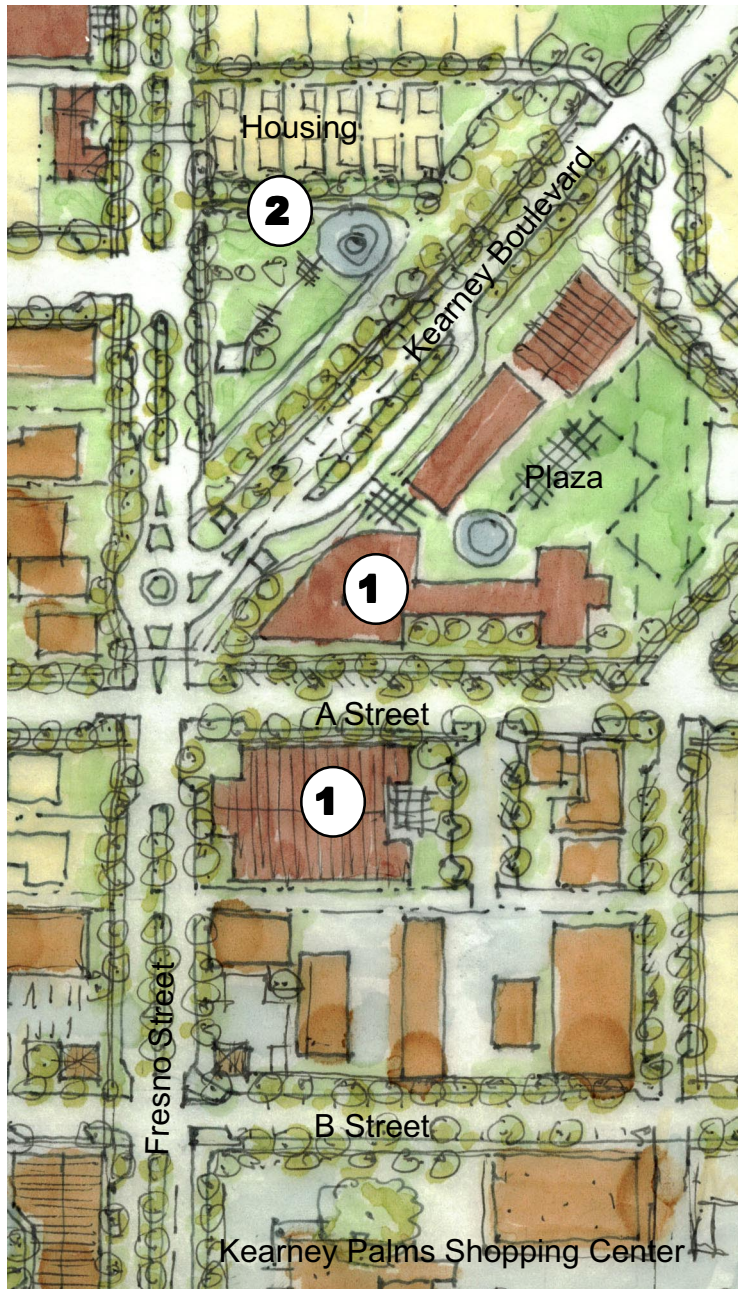 Housing
2
Kearney Boulevard
Plaza
1
A Street
1
Fresno Street
B Street
Kearney Palms Shopping Center